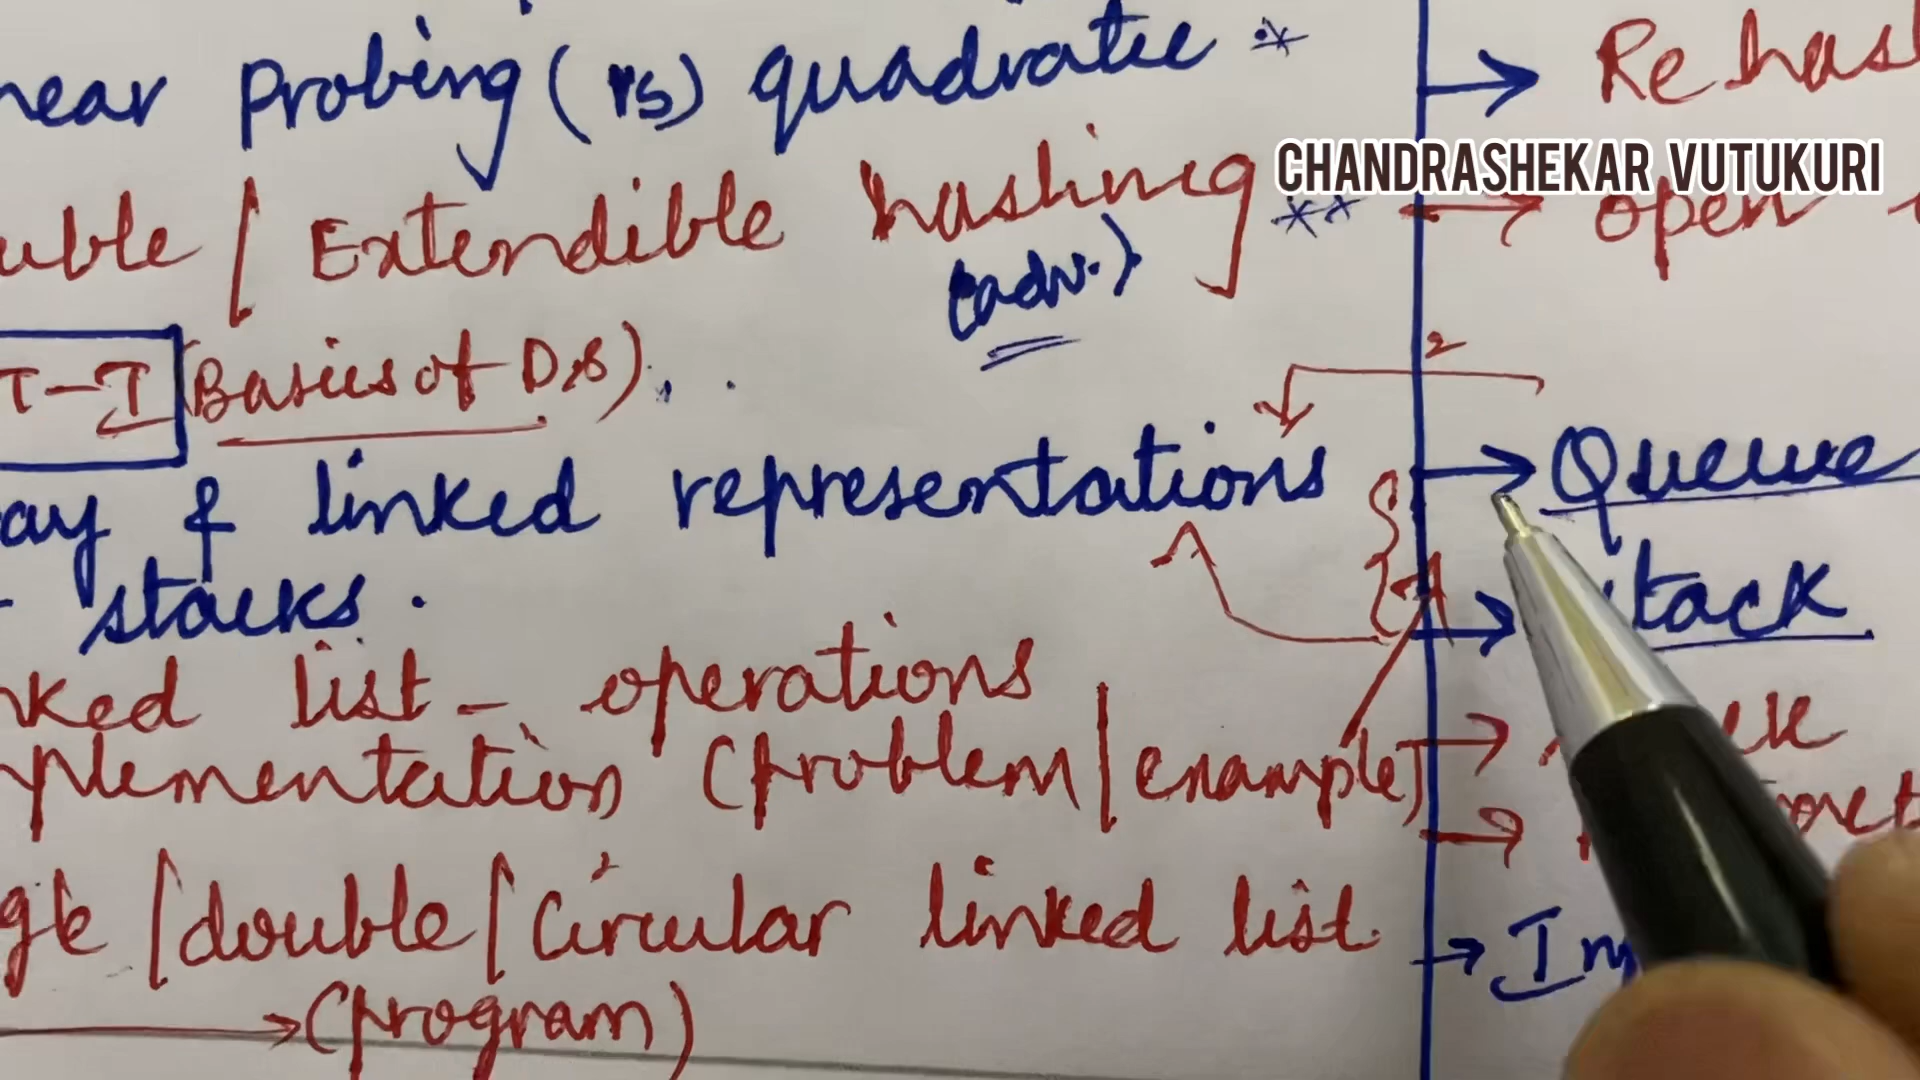 near probing (vs) quadratic *
Rehas
CHANDRASHEKAR VUTUKURI
uble / Extendible hashing **
open
(adv.)
T-I (Basics of D.S).
2
ay & linked representations
Queue
stacks.
tack
ked list - operations
plementation (problem/example)
gle/double/circular linked list
(program)